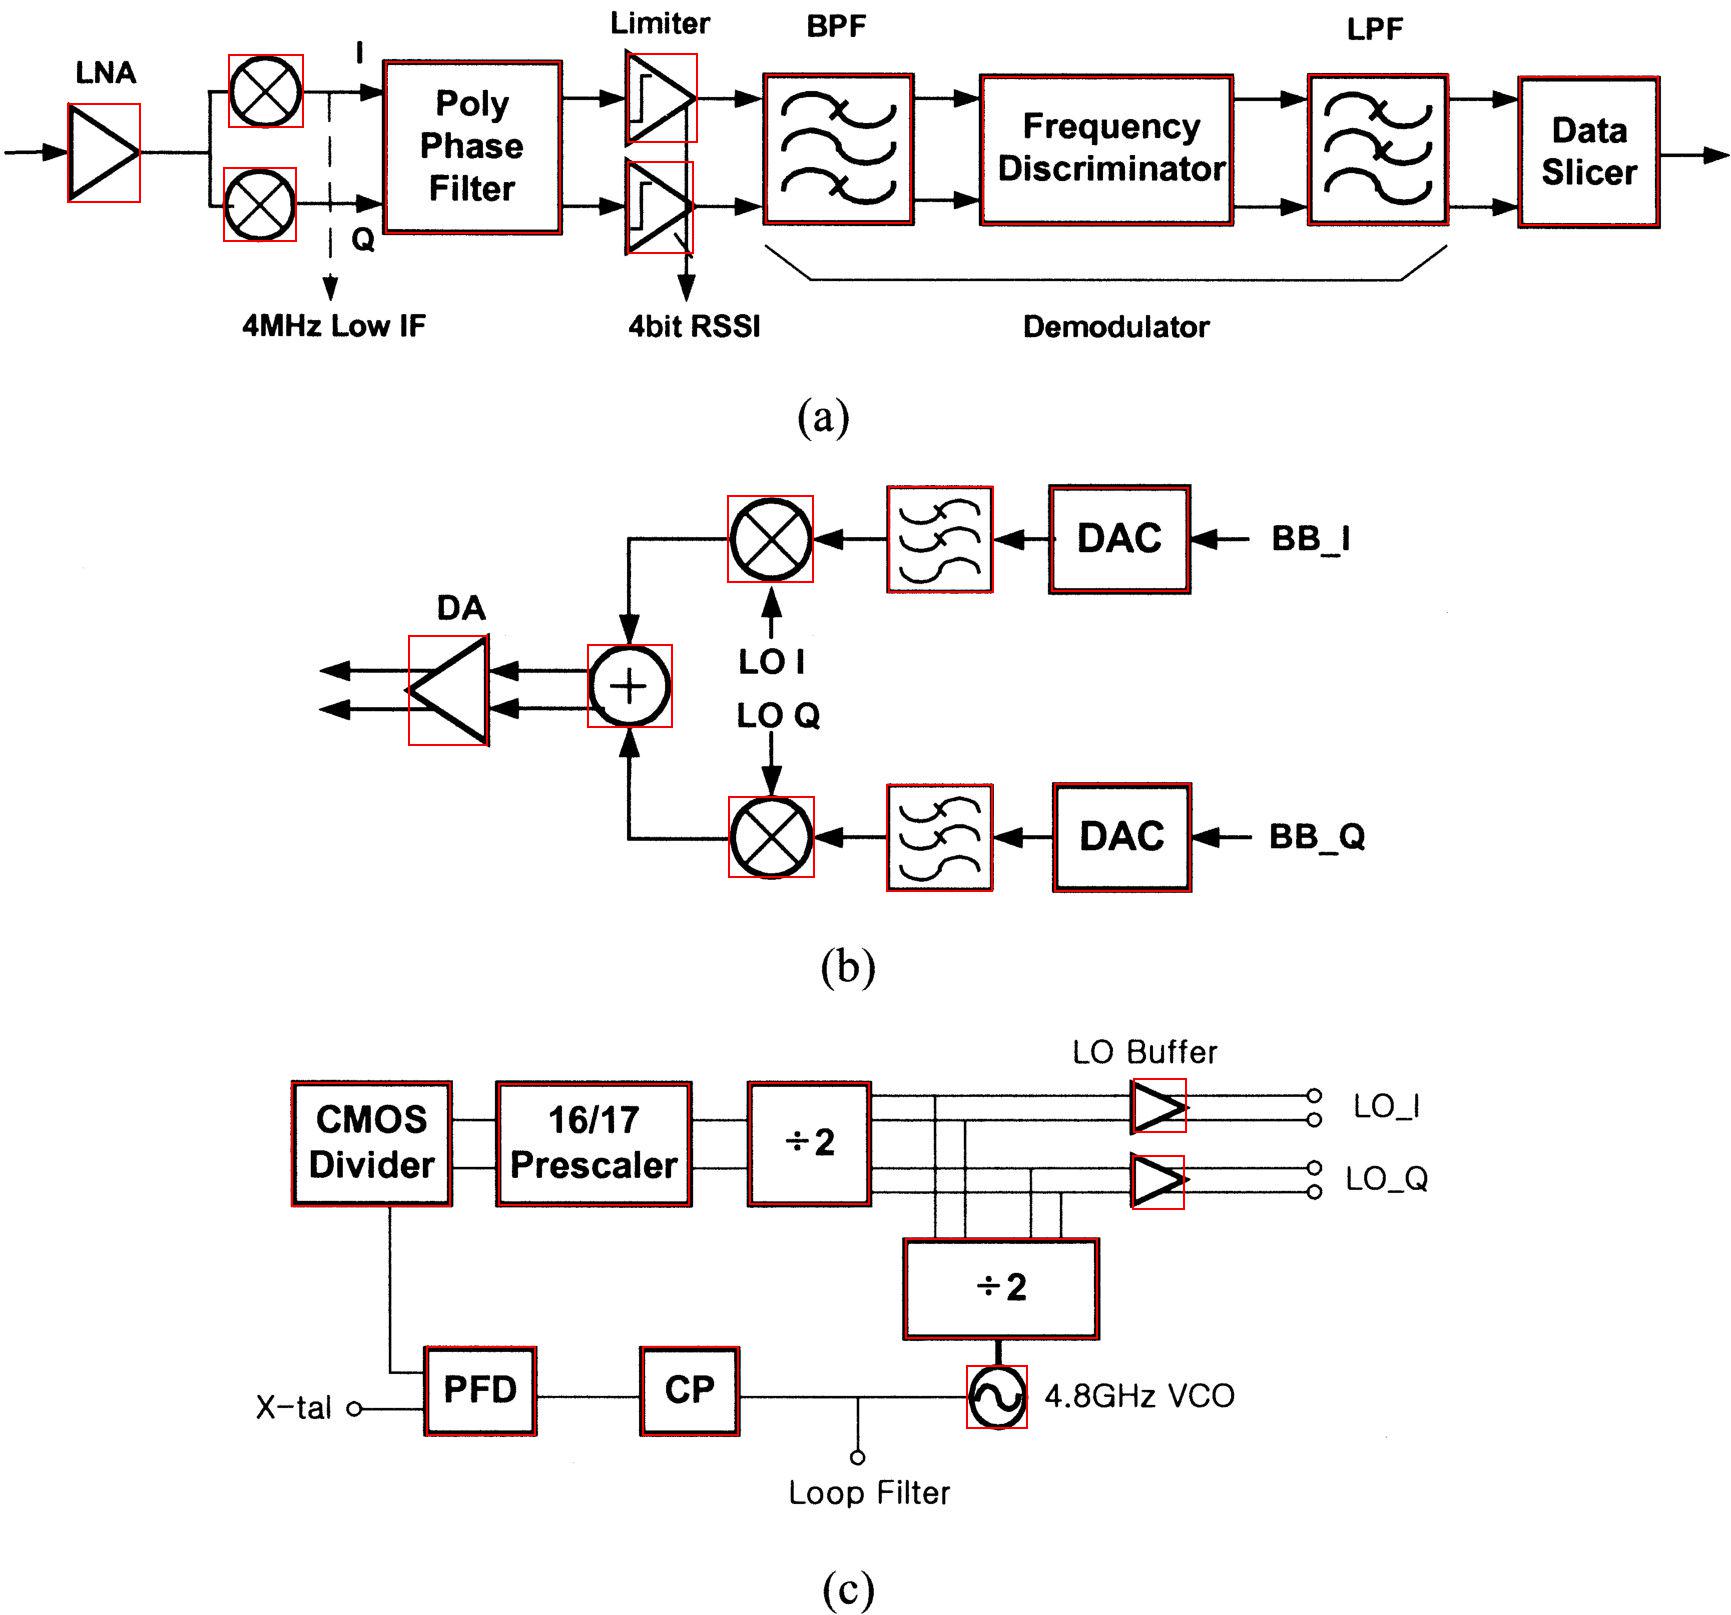 Limiter
BPF
LPF
LNA
I
Poly
Phase
Filter
Frequency
Discriminator
Data
Slicer
Q
4MHz Low IF
4bit RSSI
Demodulator
(a)
DAC
BB_I
DA
LO I
LO Q
DAC
BB_Q
(b)
LO Buffer
CMOS
Divider
16/17
Prescaler
÷2
LO_I
LO_Q
÷2
PFD
CP
4.8GHz VCO
X-tal
Loop Filter
(c)